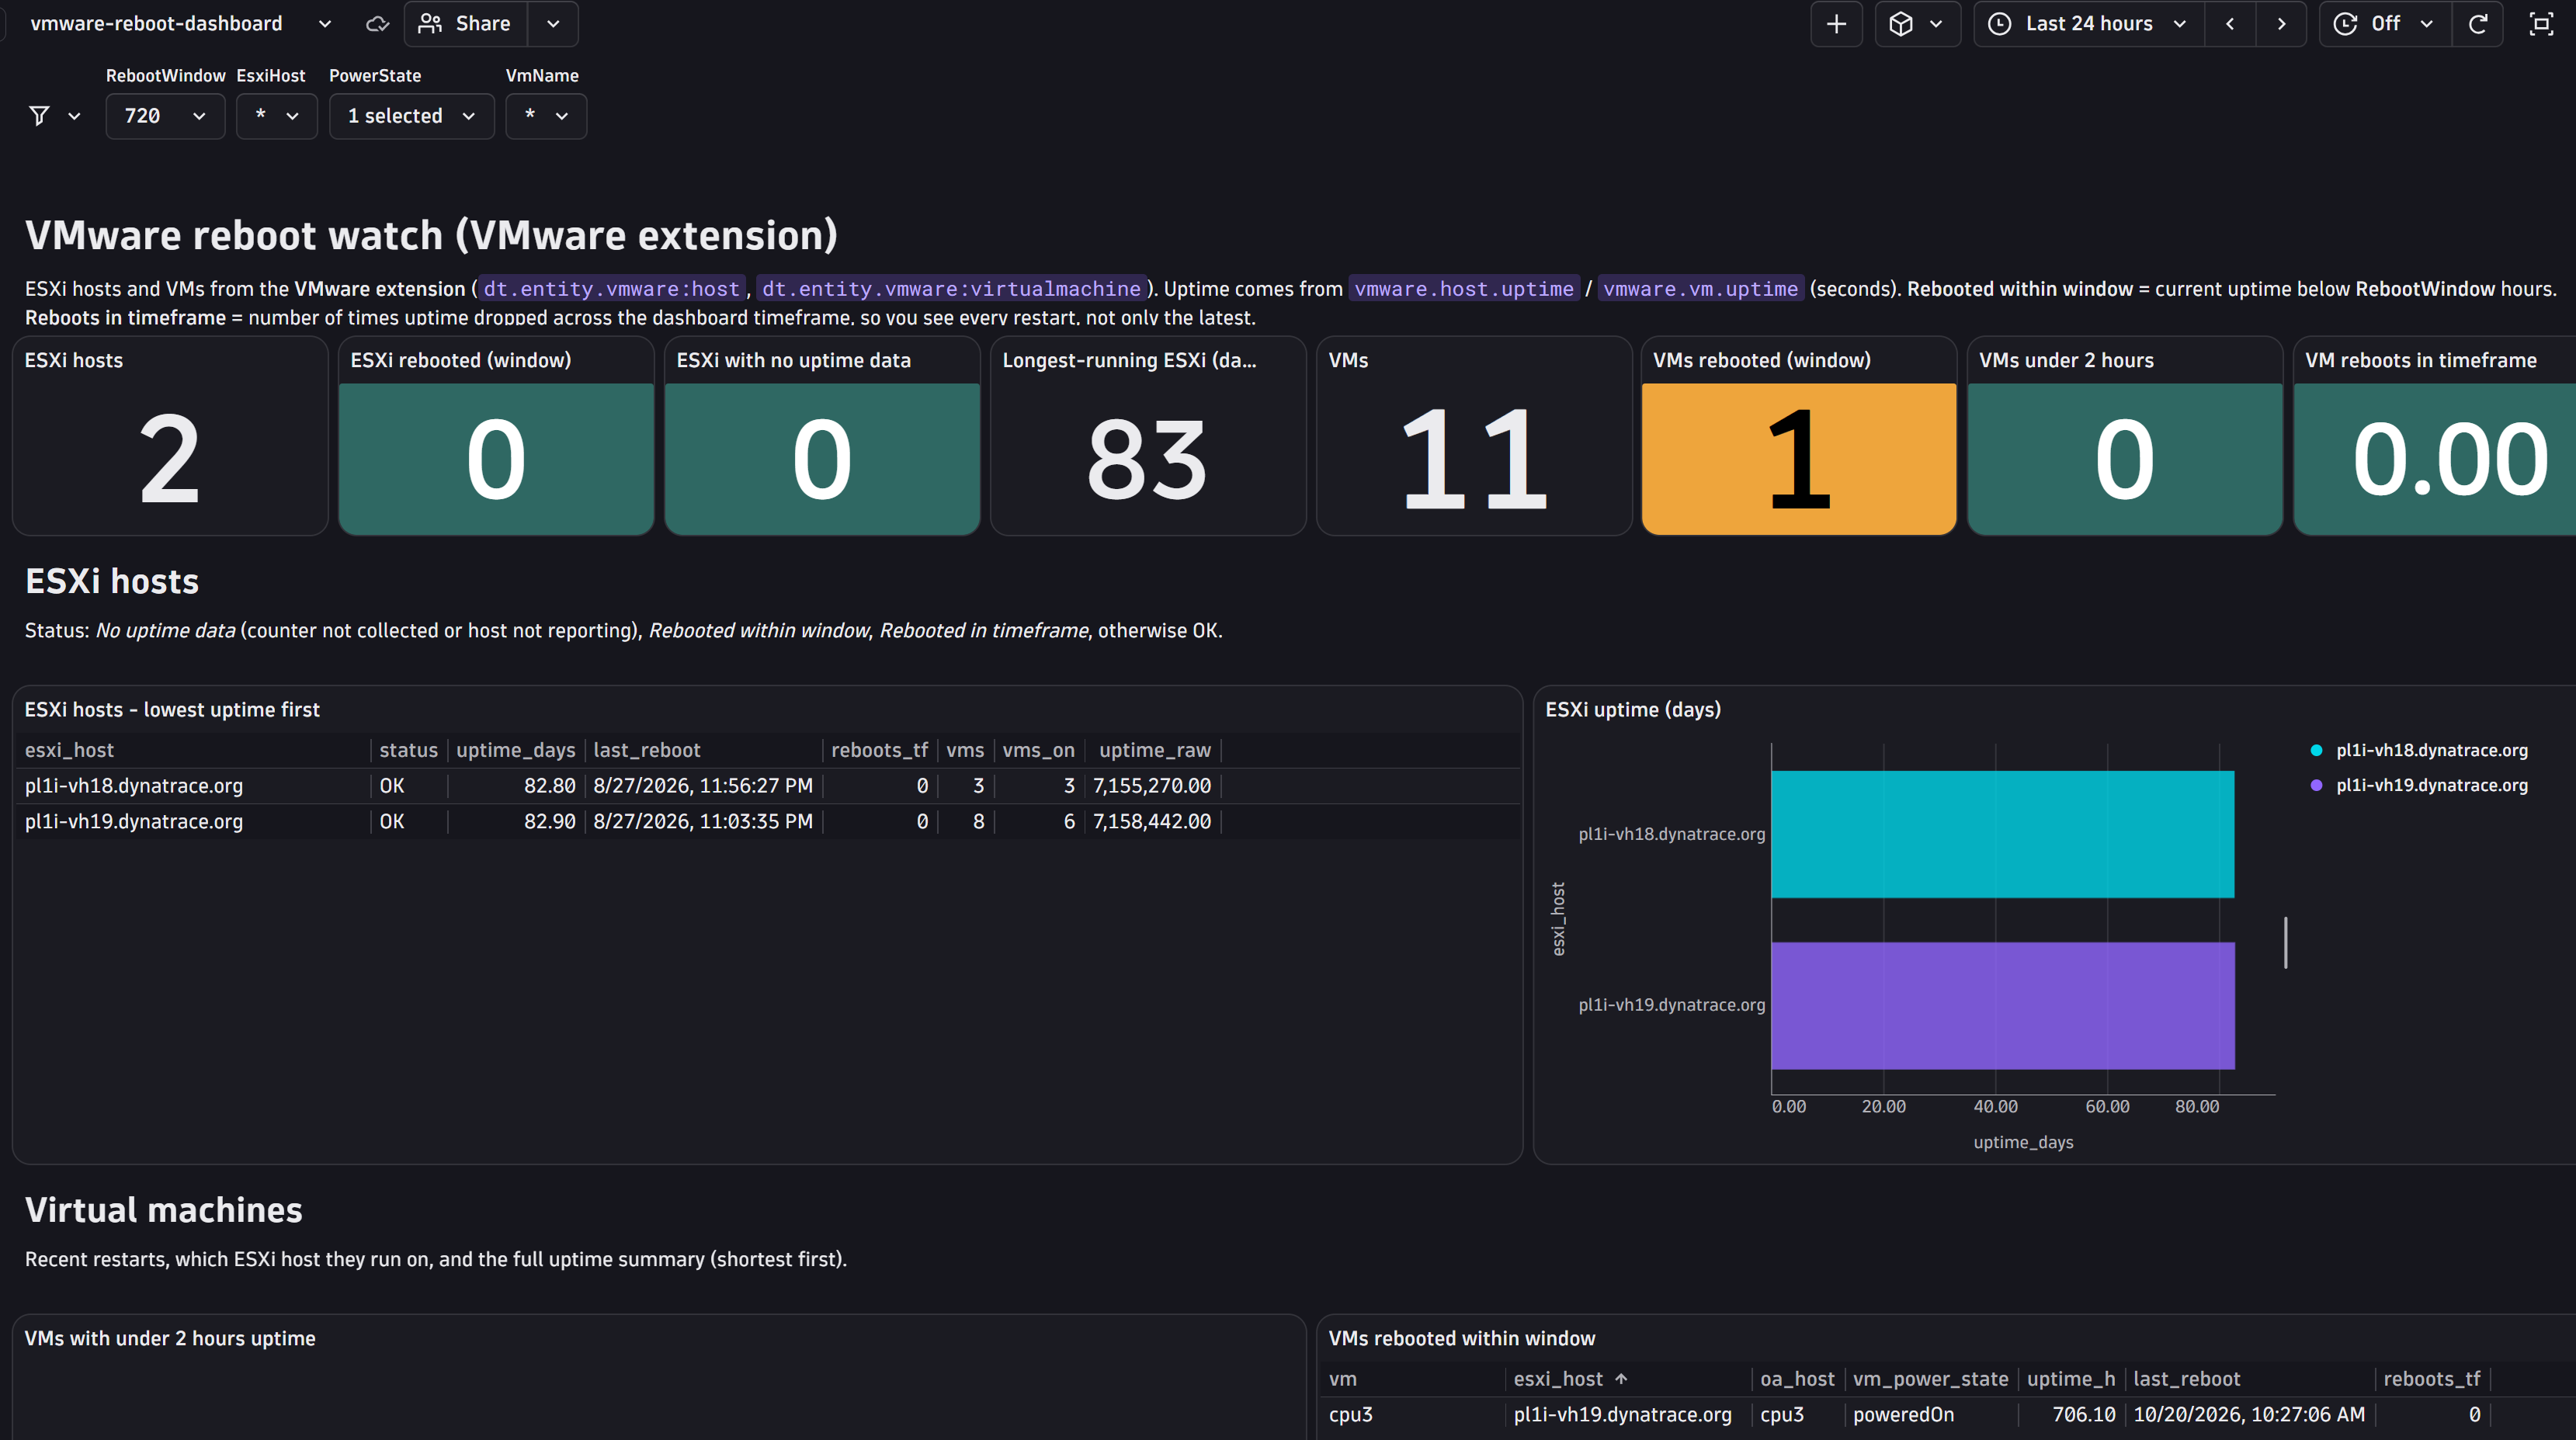 vmware-reboot-dashboard
Share
Last 24 hours
Off
RebootWindow EsxiHost PowerState VmName
720 * 1 selected *
VMware reboot watch (VMware extension)
ESXi hosts and VMs from the VMware extension (dt.entity.vmware:host, dt.entity.vmware:virtualmachine). Uptime comes from vmware.host.uptime / vmware.vm.uptime (seconds). Rebooted within window = current uptime below RebootWindow hours.
Reboots in timeframe = number of times uptime dropped across the dashboard timeframe, so you see every restart, not only the latest.
ESXi hosts
2
ESXi rebooted (window)
0
ESXi with no uptime data
0
Longest-running ESXi (da...
83
VMs
11
VMs rebooted (window)
1
VMs under 2 hours
0
VM reboots in timeframe
0.00
ESXi hosts
Status: No uptime data (counter not collected or host not reporting), Rebooted within window, Rebooted in timeframe, otherwise OK.
ESXi hosts - lowest uptime first
esxi_host status uptime_days last_reboot reboots_tf vms vms_on uptime_raw
pl1i-vh18.dynatrace.org OK 82.80 8/27/2026, 11:56:27 PM 0 3 3 7,155,270.00
pl1i-vh19.dynatrace.org OK 82.90 8/27/2026, 11:03:35 PM 0 8 6 7,158,442.00
ESXi uptime (days)
pl1i-vh18.dynatrace.org
pl1i-vh19.dynatrace.org
esxi_host
pl1i-vh18.dynatrace.org
pl1i-vh19.dynatrace.org
0.00 20.00 40.00 60.00 80.00
uptime_days
Virtual machines
Recent restarts, which ESXi host they run on, and the full uptime summary (shortest first).
VMs with under 2 hours uptime
VMs rebooted within window
vm esxi_host oa_host vm_power_state uptime_h last_reboot reboots_tf
cpu3 pl1i-vh19.dynatrace.org cpu3 poweredOn 706.10 10/20/2026, 10:27:06 AM 0